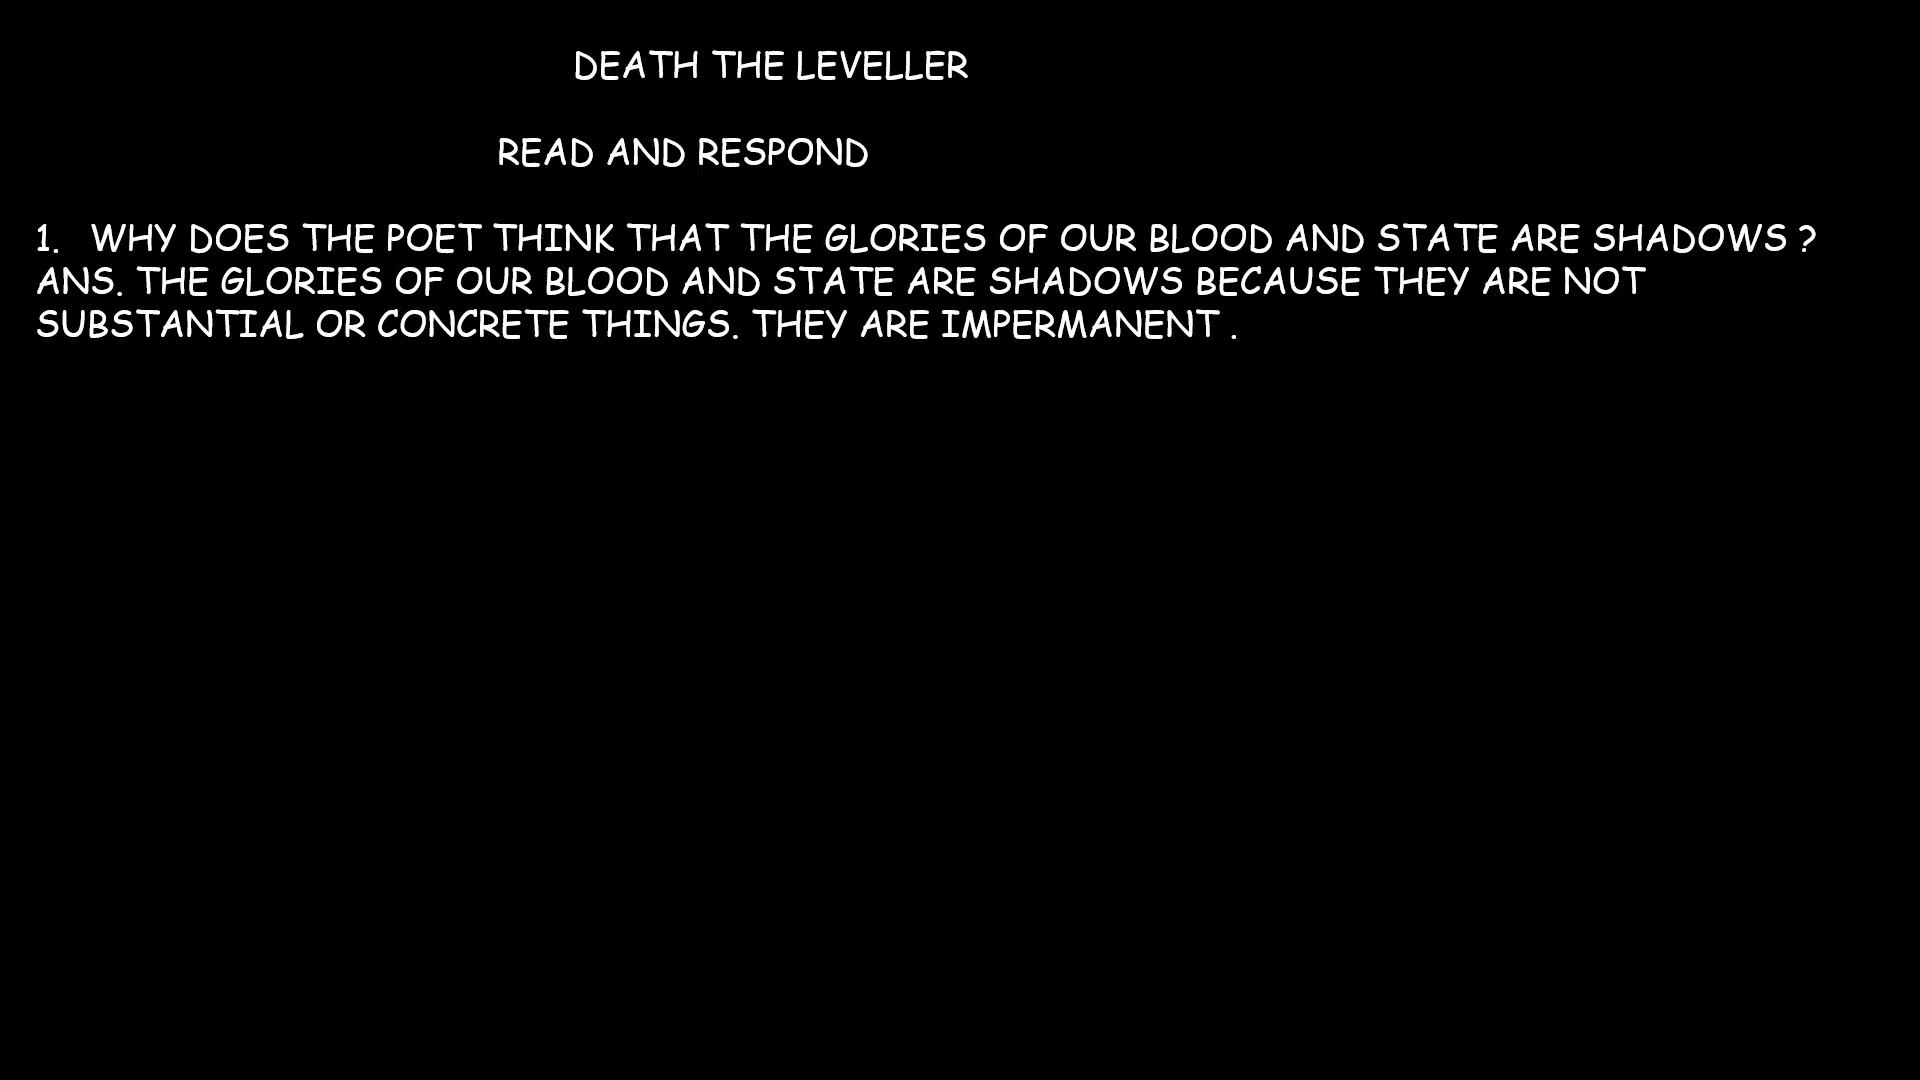 DEATH THE LEVELLER
READ AND RESPOND
1. WHY DOES THE POET THINK THAT THE GLORIES OF OUR BLOOD AND STATE ARE SHADOWS ?
ANS. THE GLORIES OF OUR BLOOD AND STATE ARE SHADOWS BECAUSE THEY ARE NOT
SUBSTANTIAL OR CONCRETE THINGS. THEY ARE IMPERMANENT .